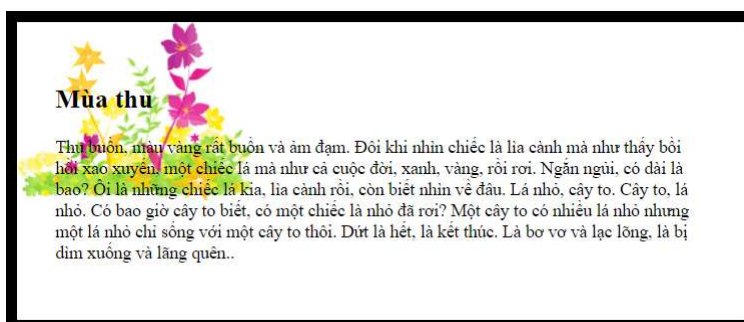 Mùa thu
Thu buồn, màu vàng rất buồn và ảm đạm. Đôi khi nhìn chiếc là lìa cành mà như thấy bồi
hồi xao xuyến, một chiếc lá mà như cả cuộc đời, xanh, vàng, rồi rơi. Ngắn ngủi, có dài là
bao? Ôi là những chiếc lá kia, lìa cành rồi, còn biết nhìn về đâu. Lá nhỏ, cây to. Cây to, lá
nhỏ. Có bao giờ cây to biết, có một chiếc là nhỏ đã rơi? Một cây to có nhiều lá nhỏ nhưng
một lá nhỏ chỉ sống với một cây to thôi. Dứt là hết, là kết thúc. Là bơ vơ và lạc lõng, là bị
dìm xuống và lãng quên..